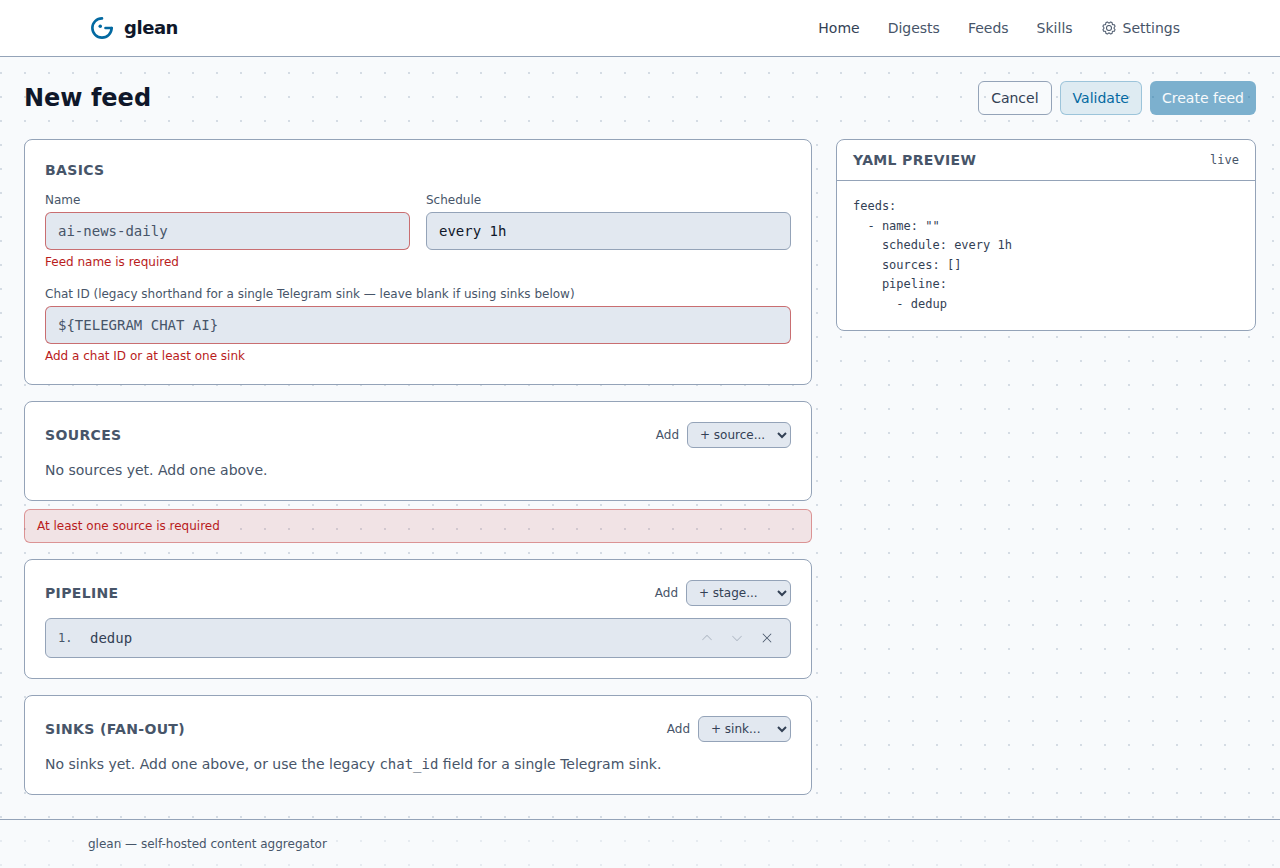 glean
Home Digests Feeds Skills Settings
New feed
Cancel Validate Create feed
BASICS
Name Schedule
ai-news-daily every 1h
Feed name is required
Chat ID (legacy shorthand for a single Telegram sink — leave blank if using sinks below)
${TELEGRAM CHAT AI}
Add a chat ID or at least one sink
SOURCES
Add + source...
No sources yet. Add one above.
At least one source is required
PIPELINE
Add + stage...
1. dedup
SINKS (FAN-OUT)
Add + sink...
No sinks yet. Add one above, or use the legacy chat_id field for a single Telegram sink.
YAML PREVIEW live
feeds:
  - name: ""
    schedule: every 1h
    sources: []
    pipeline:
      - dedup
glean — self-hosted content aggregator